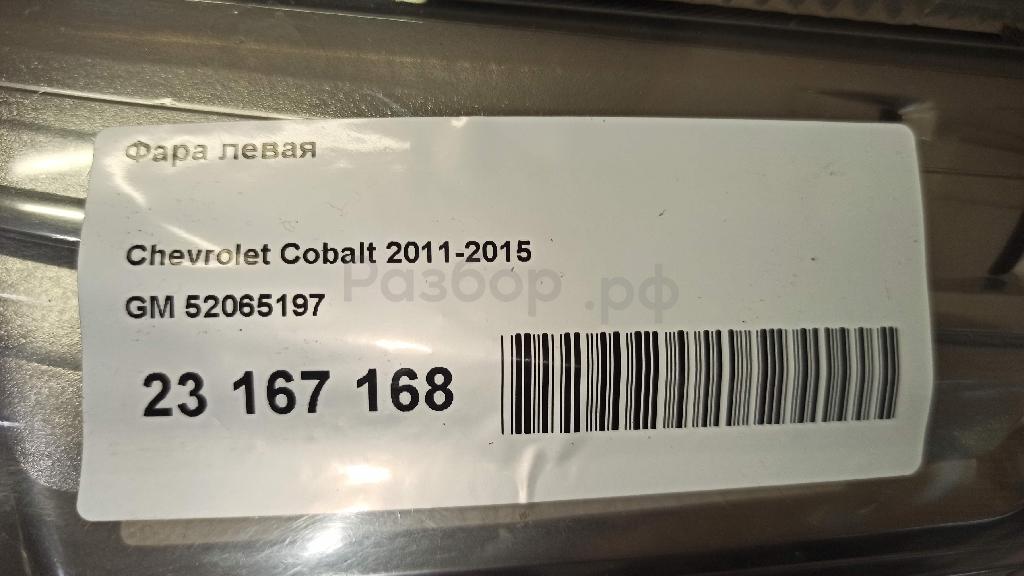 Фара левая
Chevrolet Cobalt 2011-2015
Разбор.рф
GM 52065197
23 167 168